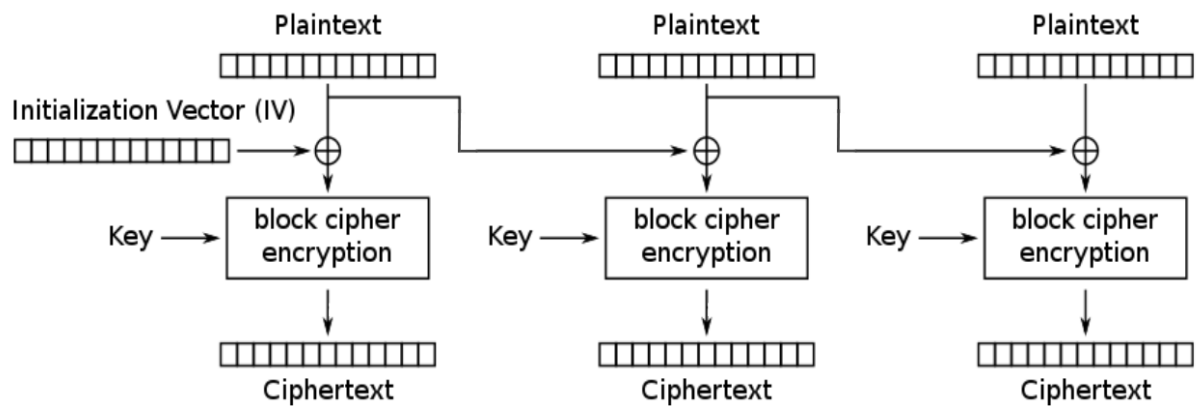 Plaintext
Plaintext
Plaintext
Initialization Vector (IV)
Key
block cipher
encryption
Key
block cipher
encryption
Key
block cipher
encryption
Ciphertext
Ciphertext
Ciphertext